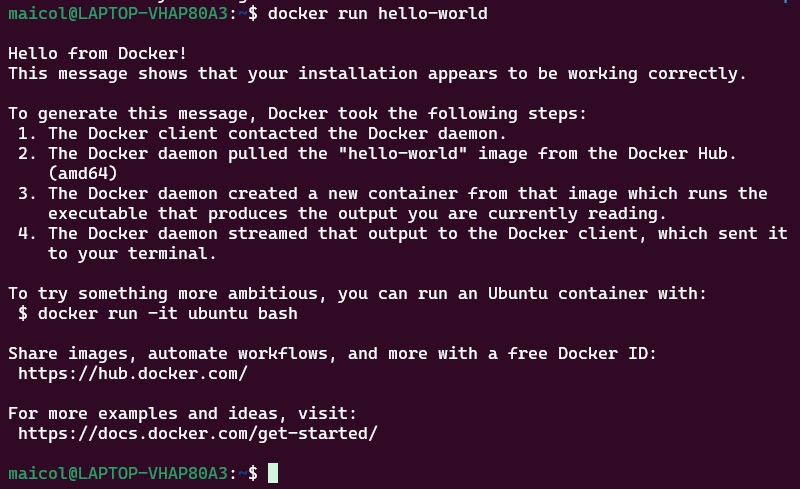 maicol@LAPTOP-VHAP80A3:~$ docker run hello-world
Hello from Docker!
This message shows that your installation appears to be working correctly.
To generate this message, Docker took the following steps:
1. The Docker client contacted the Docker daemon.
2. The Docker daemon pulled the "hello-world" image from the Docker Hub.
(amd64)
3. The Docker daemon created a new container from that image which runs the
executable that produces the output you are currently reading.
4. The Docker daemon streamed that output to the Docker client, which sent it
to your terminal.
To try something more ambitious, you can run an Ubuntu container with:
$ docker run -it ubuntu bash
Share images, automate workflows, and more with a free Docker ID:
https://hub.docker.com/
For more examples and ideas, visit:
https://docs.docker.com/get-started/
maicol@LAPTOP-VHAP80A3:~$